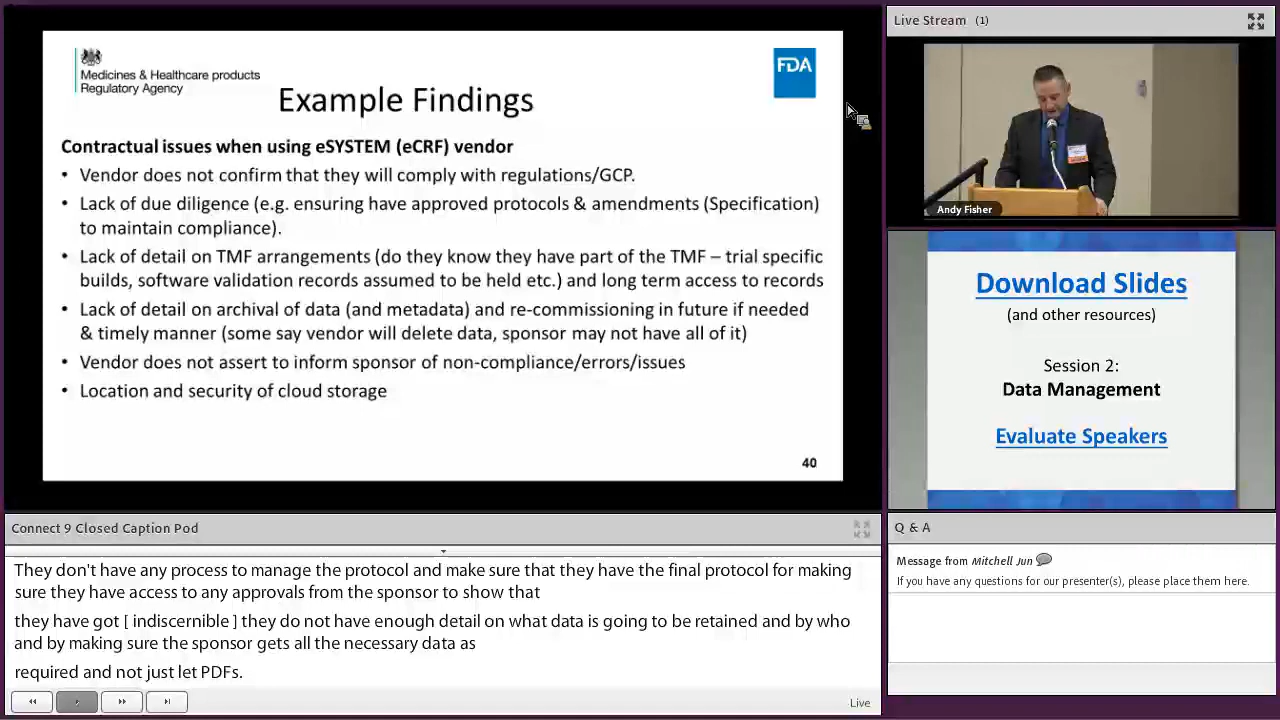 Medicines & Healthcare products
Regulatory Agency
FDA
Example Findings
Contractual issues when using eSYSTEM (eCRF) vendor
• Vendor does not confirm that they will comply with regulations/GCP.
• Lack of due diligence (e.g. ensuring have approved protocols & amendments (Specification)
to maintain compliance).
• Lack of detail on TMF arrangements (do they know they have part of the TMF – trial specific
builds, software validation records assumed to be held etc.) and long term access to records
• Lack of detail on archival of data (and metadata) and re-commissioning in future if needed
& timely manner (some say vendor will delete data, sponsor may not have all of it)
• Vendor does not assert to inform sponsor of non-compliance/errors/issues
• Location and security of cloud storage
40
Live Stream (1)
Andy Fisher
Download Slides
(and other resources)
Session 2:
Data Management
Evaluate Speakers
Connect 9 Closed Caption Pod
They don't have any process to manage the protocol and make sure that they have the final protocol for making
sure they have access to any approvals from the sponsor to show that
they have got [ indiscernible ] they do not have enough detail on what data is going to be retained and by who
and by making sure the sponsor gets all the necessary data as
required and not just let PDFs.
Live
Q & A
Message from Mitchell Jun
If you have any questions for our presenter(s), please place them here.